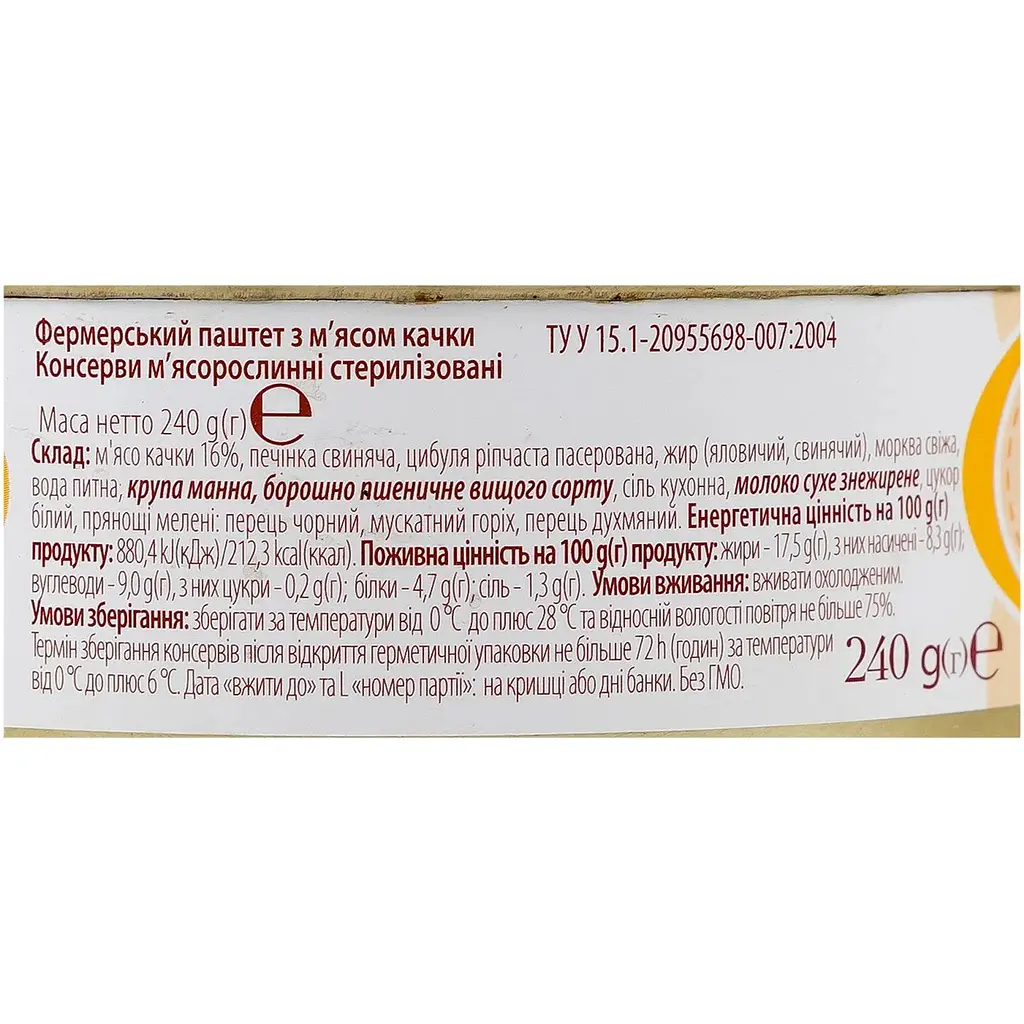 Фермерський паштет з м’ясом качки ТУ У 15.1-20955698-007:2004
Консерви м’ясорослинні стерилізовані
Маса нетто 240 g(г) ℮
Склад: м’ясо качки 16%, печінка свиняча, цибуля ріпчаста пасерована, жир (яловичий, свинячий), морква свіжа,
вода питна, крупа манна, борошно пшеничне вищого сорту, сіль кухонна, молоко сухе знежирене, цукор
білий, прянощі мелені: перець чорний, мускатний горіх, перець духмяний. Енергетична цінність на 100 g(г)
продукту: 880,4 kJ(кДж)/212,3 kcal(ккал). Поживна цінність на 100 g(г) продукту: жири – 17,5 g(г), з них насичені – 8,3 g(г);
вуглеводи – 9,0 g(г), з них цукри – 0,2 g(г); білки – 4,7 g(г); сіль – 1,3 g(г). Умови вживання: вживати охолодженим.
Умови зберігання: зберігати за температури від 0 °С до плюс 28 °С та відносній вологості повітря не більше 75%.
Термін зберігання консервів після відкриття герметичної упаковки не більше 72 h (годин) за температури
від 0 °С до плюс 6 °С. Дата «вжити до» та L «номер партії»: на кришці або дні банки. Без ГМО.
240 g(г) ℮